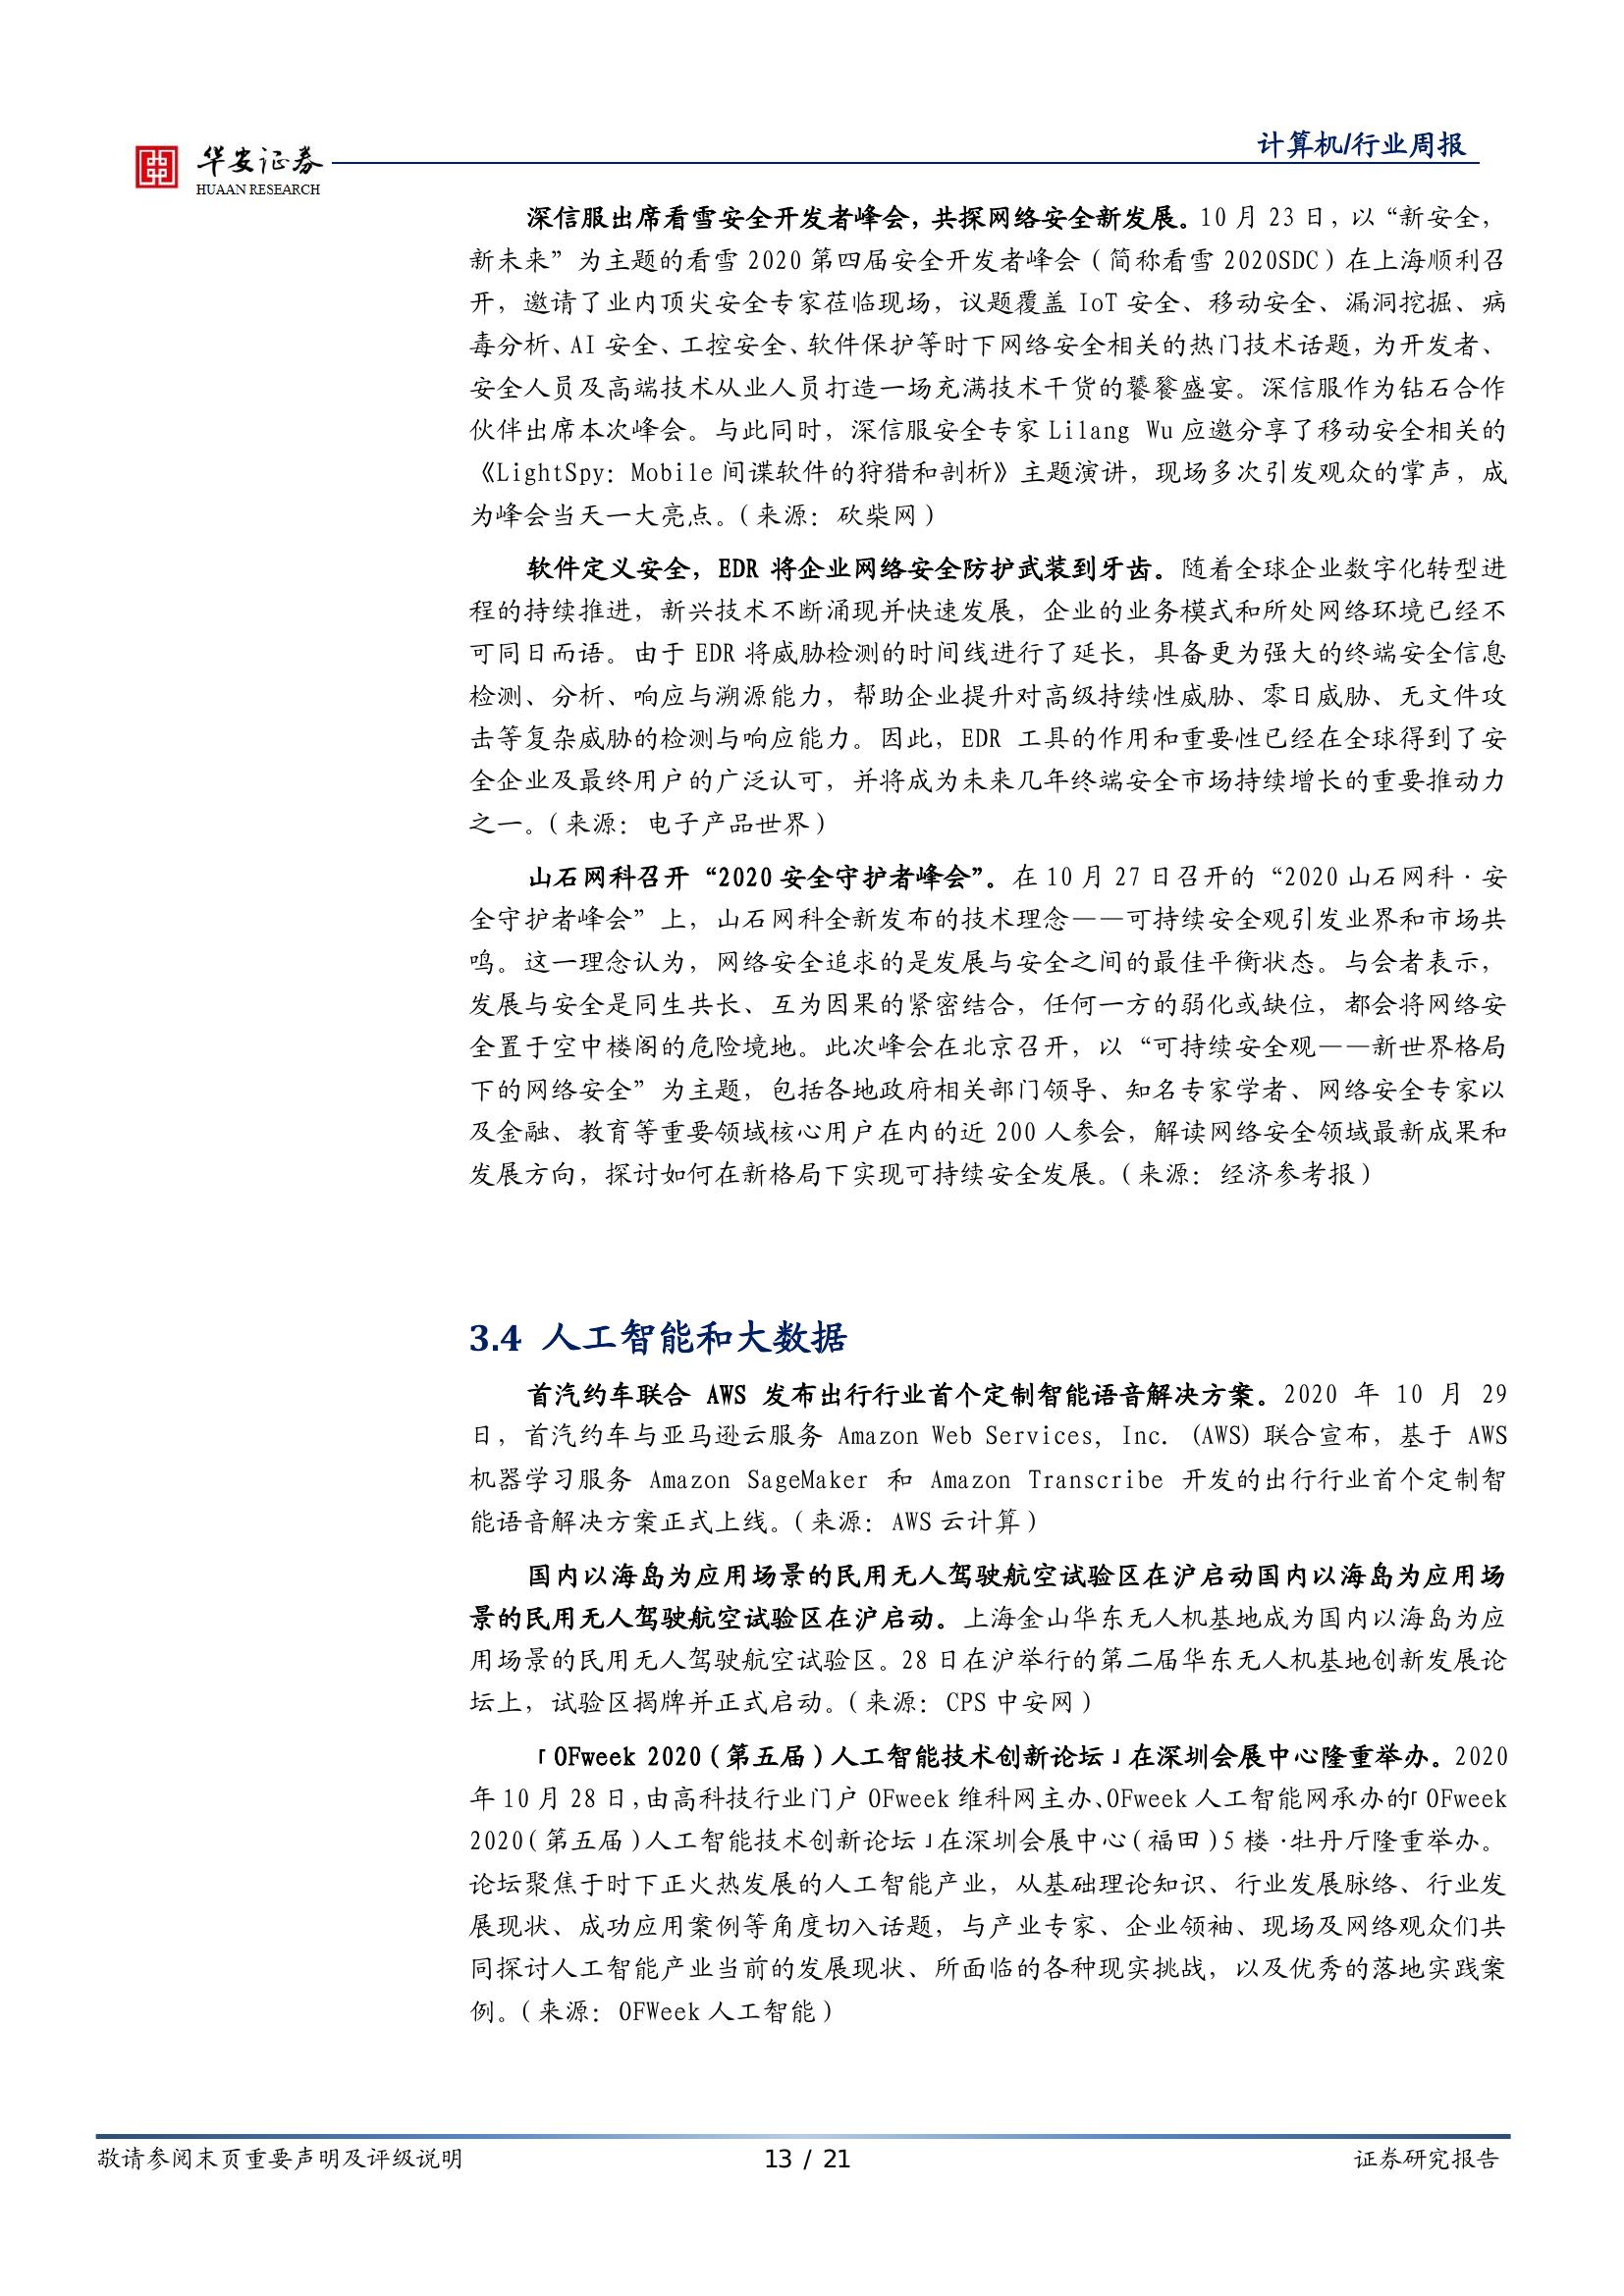 华安证券
HUAAN RESEARCH
计算机/行业周报
深信服出席看雪安全开发者峰会，共探网络安全新发展。10 月 23 日，以“新安全，
新未来”为主题的看雪 2020 第四届安全开发者峰会（简称看雪 2020SDC）在上海顺利召
开，邀请了业内顶尖安全专家莅临现场，议题覆盖 IoT 安全、移动安全、漏洞挖掘、病
毒分析、AI 安全、工控安全、软件保护等时下网络安全相关的热门技术话题，为开发者、
安全人员及高端技术从业人员打造一场充满技术干货的饕餮盛宴。深信服作为钻石合作
伙伴出席本次峰会。与此同时，深信服安全专家 Lilang Wu 应邀分享了移动安全相关的
《LightSpy：Mobile 间谍软件的狩猎和剖析》主题演讲，现场多次引发观众的掌声，成
为峰会当天一大亮点。（来源：砍柴网）
软件定义安全，EDR 将企业网络安全防护武装到牙齿。随着全球企业数字化转型进
程的持续推进，新兴技术不断涌现并快速发展，企业的业务模式和所处网络环境已经不
可同日而语。由于 EDR 将威胁检测的时间线进行了延长，具备更为强大的终端安全信息
检测、分析、响应与溯源能力，帮助企业提升对高级持续性威胁、零日威胁、无文件攻
击等复杂威胁的检测与响应能力。因此，EDR 工具的作用和重要性已经在全球得到了安
全企业及最终用户的广泛认可，并将成为未来几年终端安全市场持续增长的重要推动力
之一。（来源：电子产品世界）
山石网科召开“2020 安全守护者峰会”。在 10 月 27 日召开的“2020 山石网科·安
全守护者峰会”上，山石网科全新发布的技术理念——可持续安全观引发业界和市场共
鸣。这一理念认为，网络安全追求的是发展与安全之间的最佳平衡状态。与会者表示，
发展与安全是同生共长、互为因果的紧密结合，任何一方的弱化或缺位，都会将网络安
全置于空中楼阁的危险境地。此次峰会在北京召开，以“可持续安全观——新世界格局
下的网络安全”为主题，包括各地政府相关部门领导、知名专家学者、网络安全专家以
及金融、教育等重要领域核心用户在内的近 200 人参会，解读网络安全领域最新成果和
发展方向，探讨如何在新格局下实现可持续安全发展。（来源：经济参考报）
3.4 人工智能和大数据
首汽约车联合 AWS 发布出行行业首个定制智能语音解决方案。2020 年 10 月 29
日，首汽约车与亚马逊云服务 Amazon Web Services, Inc. (AWS) 联合宣布，基于 AWS
机器学习服务 Amazon SageMaker 和 Amazon Transcribe 开发的出行行业首个定制智
能语音解决方案正式上线。（来源：AWS 云计算）
国内以海岛为应用场景的民用无人驾驶航空试验区在沪启动国内以海岛为应用场
景的民用无人驾驶航空试验区在沪启动。上海金山华东无人机基地成为国内以海岛为应
用场景的民用无人驾驶航空试验区。28 日在沪举行的第二届华东无人机基地创新发展论
坛上，试验区揭牌并正式启动。（来源：CPS 中安网）
「OFweek 2020（第五届）人工智能技术创新论坛」在深圳会展中心隆重举办。2020
年 10 月 28 日，由高科技行业门户 OFweek 维科网主办、OFweek 人工智能网承办的「OFweek
2020（第五届）人工智能技术创新论坛」在深圳会展中心（福田）5 楼·牡丹厅隆重举办。
论坛聚焦于时下正火热发展的人工智能产业，从基础理论知识、行业发展脉络、行业发
展现状、成功应用案例等角度切入话题，与产业专家、企业领袖、现场及网络观众们共
同探讨人工智能产业当前的发展现状、所面临的各种现实挑战，以及优秀的落地实践案
例。（来源：OFWeek 人工智能）
敬请参阅末页重要声明及评级说明
13 / 21
证券研究报告